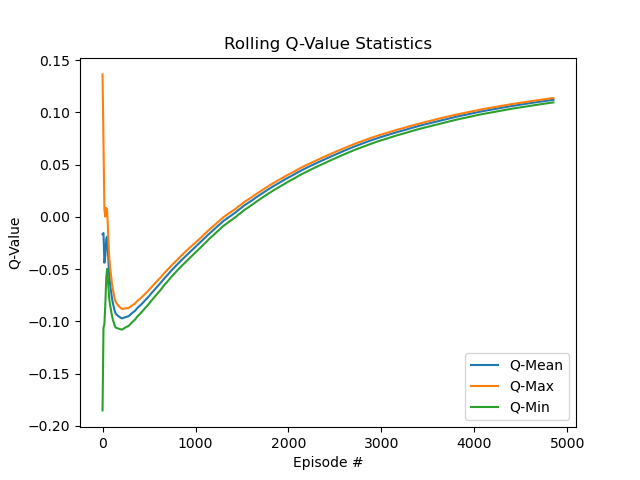 Rolling Q-Value Statistics
0.15
0.10
0.05
0.00
−0.05
−0.10
−0.15
−0.20
Q-Value
0 1000 2000 3000 4000 5000
Episode #
Q-Mean
Q-Max
Q-Min